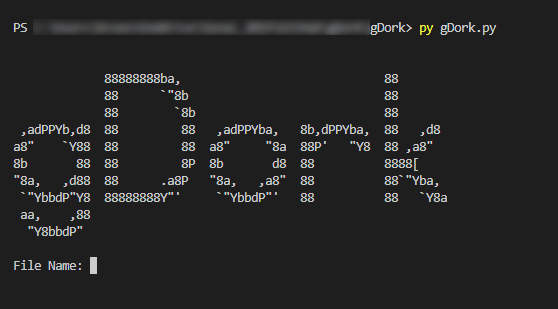 PS gDork> py gDork.py
88888888ba, 88
88 `"8b 88
88 `8b 88
,adPPYb,d8 88 88 ,adPPYba, 8b,dPPYba, 88 ,d8
a8" `Y88 88 88 a8" "8a 88P' "Y8 88 ,a8"
8b 88 88 8P 8b d8 88 8888[
"8a, ,d88 88 .a8P "8a, ,a8" 88 88`"Yba,
`"YbbdP"Y8 88888888Y"' `"YbbdP"' 88 88 `Y8a
aa, ,88
"Y8bbdP"
File Name: